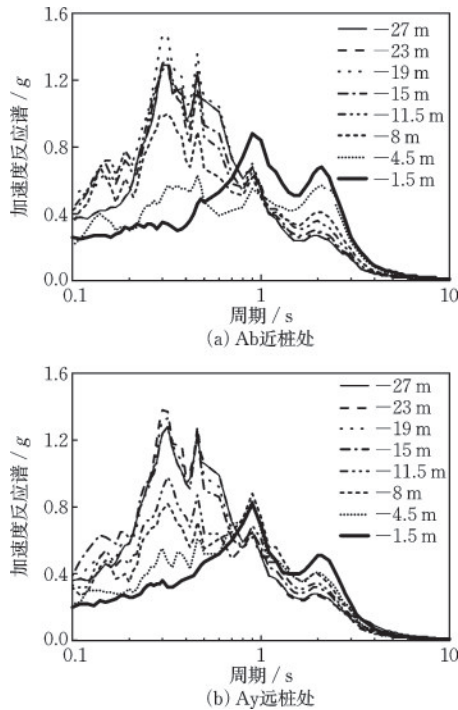 加速度反应谱 / g
1.6
1.2
0.8
0.4
0.0
0.1
1
10
—27 m
—23 m
—19 m
—15 m
—11.5 m
—8 m
—4.5 m
—1.5 m
周期 / s
(a) Ab近桩处
加速度反应谱 / g
1.6
1.2
0.8
0.4
0.0
0.1
1
10
—27 m
—23 m
—19 m
—15 m
—11.5 m
—8 m
—4.5 m
—1.5 m
周期 / s
(b) Ay远桩处